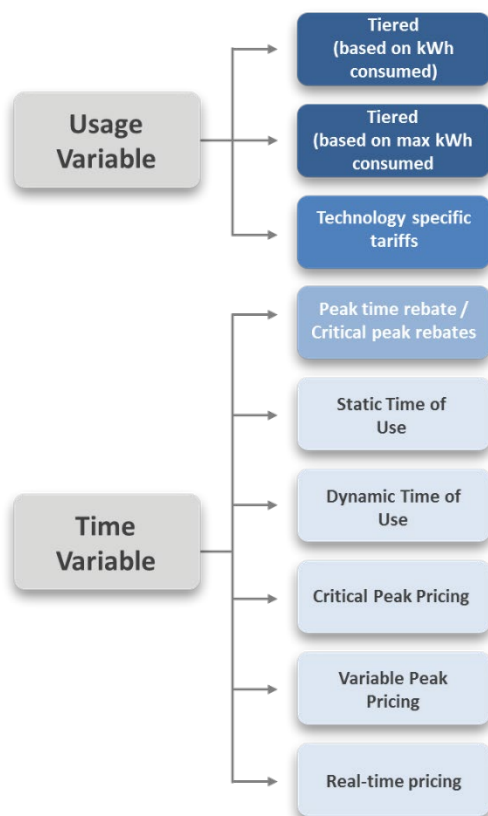 Tiered
(based on kWh
consumed)
Usage
Variable
Tiered
(based on max kWh
consumed
Technology specific
tariffs
Peak time rebate /
Critical peak rebates
Static Time of
Use
Dynamic Time of
Use
Time
Variable
Critical Peak Pricing
Variable Peak
Pricing
Real-time pricing